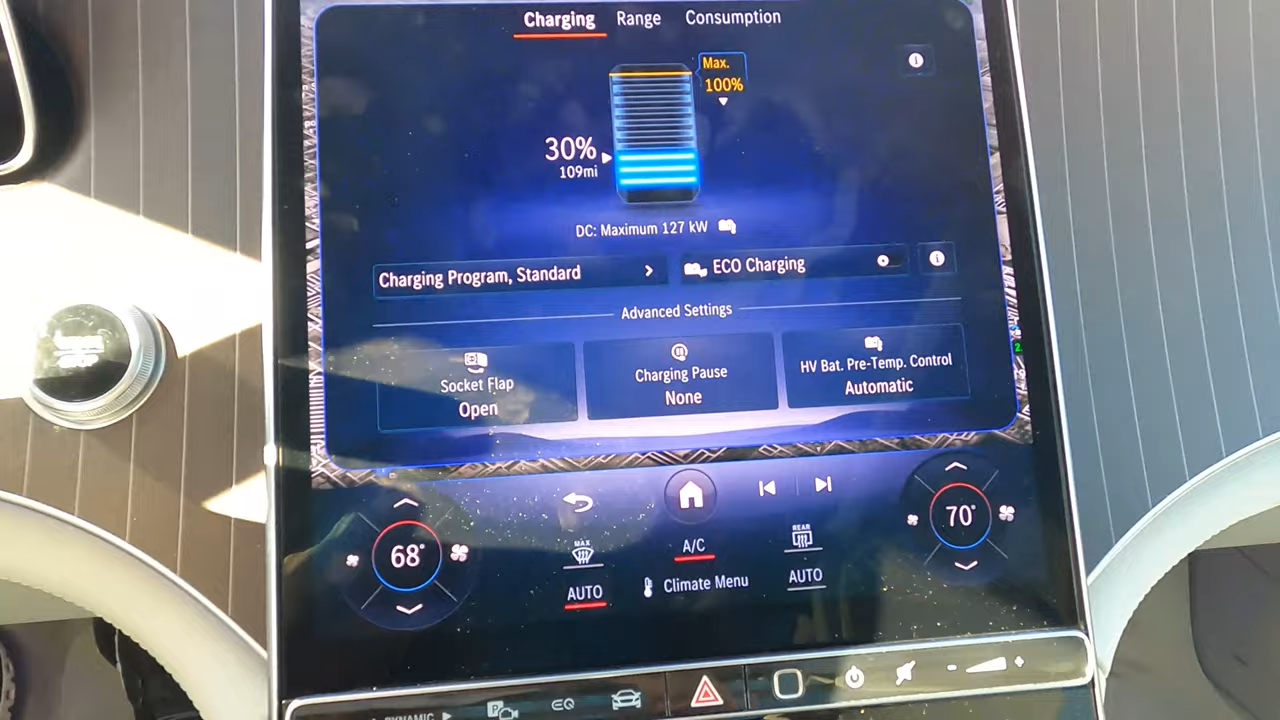 Charging Range Consumption
Max.
100%
30%
109mi
DC: Maximum 127 kW
Charging Program, Standard
ECO Charging
Advanced Settings
Socket Flap
Open
Charging Pause
None
HV Bat. Pre-Temp. Control
Automatic
68°
70°
MAX
A/C
REAR
AUTO
Climate Menu
AUTO
DYNAMIC
P
EQ